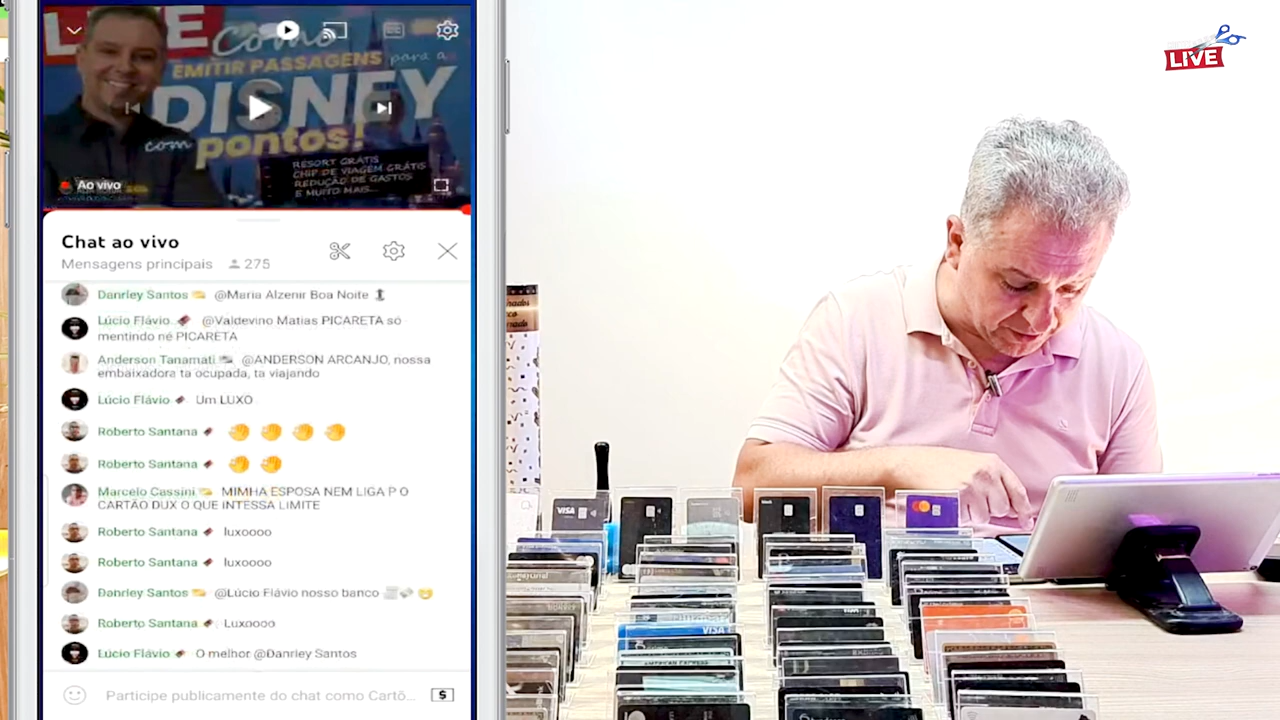 LIVE Como
EMITIR PASSAGENS para a
DISNEY
com pontos!
RESORT GRÁTIS
CHIP DE VIAGEM GRÁTIS
REDUÇÃO DE GASTOS
E MUITO MAIS...
Ao vivo
Chat ao vivo
Mensagens principais 275
Danrley Santos @Maria Alzenir Boa Noite
Lúcio Flávio @Valdevino Matias PICARETA só
mentindo né PICARETA
Anderson Tanamati @ANDERSON ARCANJO, nossa
embaixadora ta ocupada, ta viajando
Lúcio Flávio Um LUXO
Roberto Santana
Roberto Santana
Marcelo Cassini MIMHA ESPOSA NEM LIGA P O
CARTÃO DUX O QUE INTESSA LIMITE
Roberto Santana luxoooo
Roberto Santana luxoooo
Danrley Santos @Lúcio Flávio nosso banco
Roberto Santana Luxoooo
Lúcio Flávio O melhor @Danrley Santos
Participe publicamente do chat como Cartõ... $
LIVE
VISA
VISA
AMERICAN EXPRESS